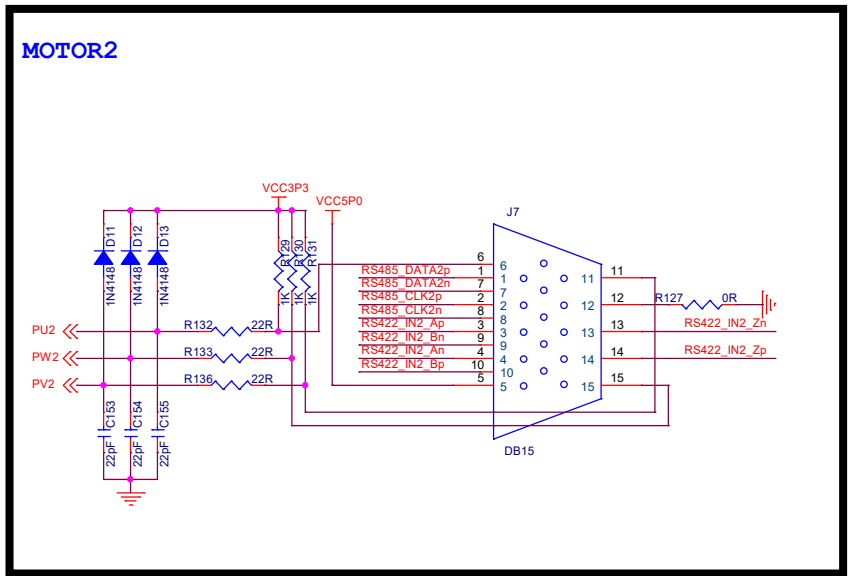 MOTOR2
VCC3P3
VCC5P0
J7
D11
D12
D13
1N4148
1N4148
1N4148
R129
R130
R131
1K
1K
1K
PU2
R132
22R
PW2
R133
22R
PV2
R136
22R
C153
C154
C155
22pF
22pF
22pF
6
6
RS485_DATA2p
1
1
RS485_DATA2n
7
7
RS485_CLK2p
2
2
RS485_CLK2n
8
8
RS422_IN2_Ap
3
3
RS422_IN2_Bn
9
9
RS422_IN2_An
4
4
RS422_IN2_Bp
10
10
5
5
11
11
12
12
R127
0R
13
13
RS422_IN2_Zn
14
14
RS422_IN2_Zp
15
15
DB15